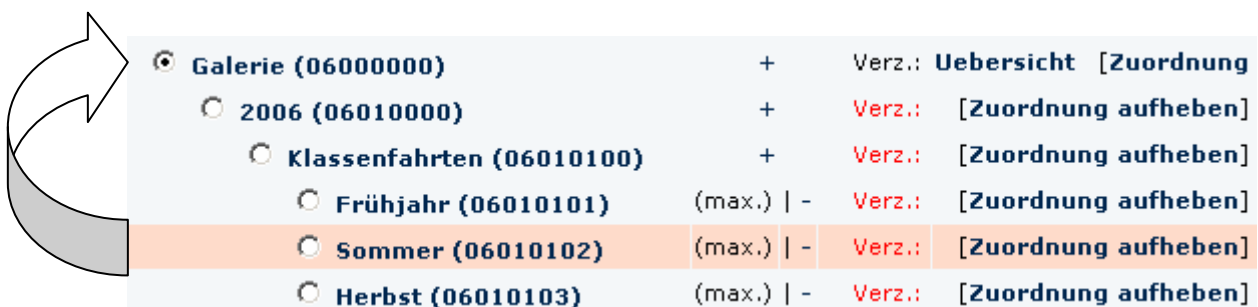 Galerie (06000000) + Verz.: Uebersicht [Zuordnung
2006 (06010000) + Verz.: [Zuordnung aufheben]
Klassenfahrten (06010100) + Verz.: [Zuordnung aufheben]
Frühjahr (06010101) (max.) | - Verz.: [Zuordnung aufheben]
Sommer (06010102) (max.) | - Verz.: [Zuordnung aufheben]
Herbst (06010103) (max.) | - Verz.: [Zuordnung aufheben]